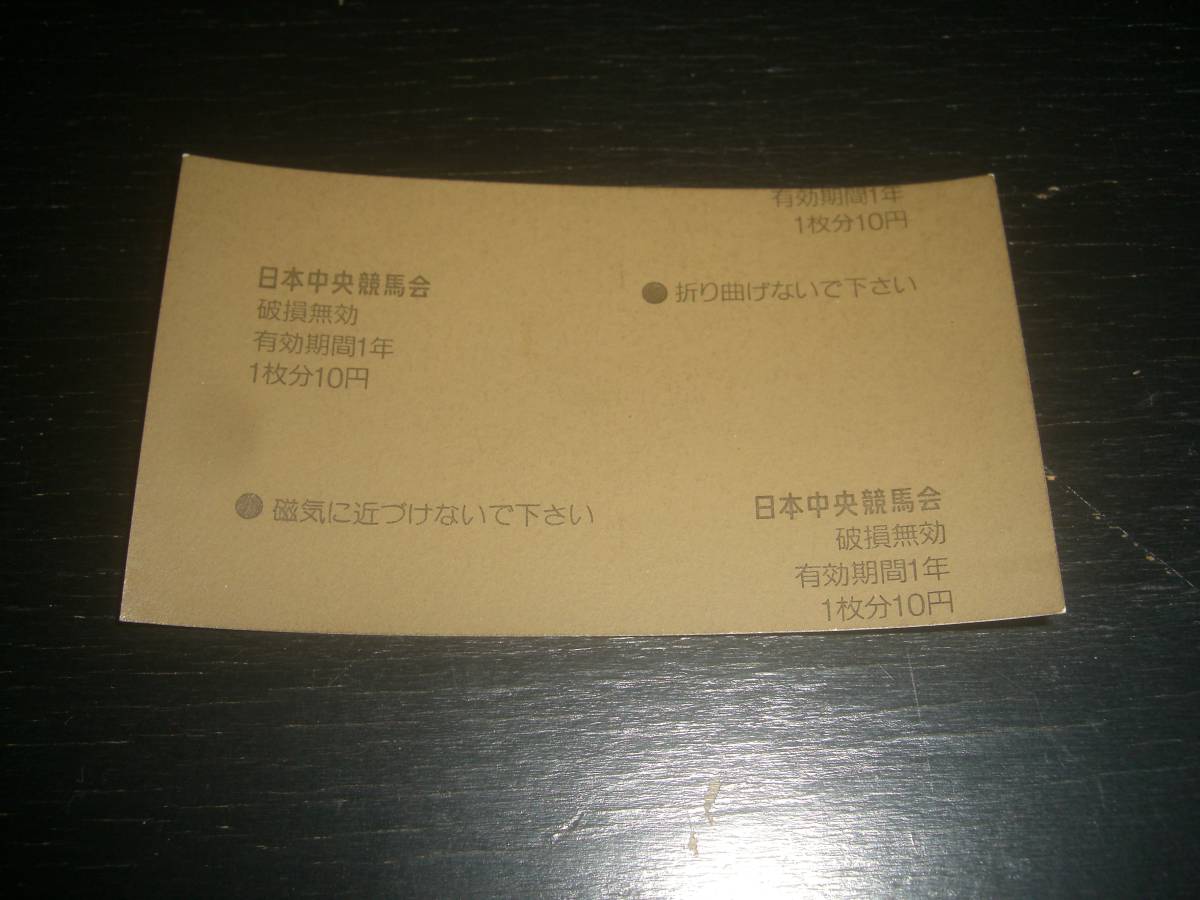 有効期間1年
1枚分10円
日本中央競馬会
破損無効
有効期間1年
1枚分10円
●折り曲げないで下さい
●磁気に近づけないで下さい
日本中央競馬会
破損無効
有効期間1年
1枚分10円